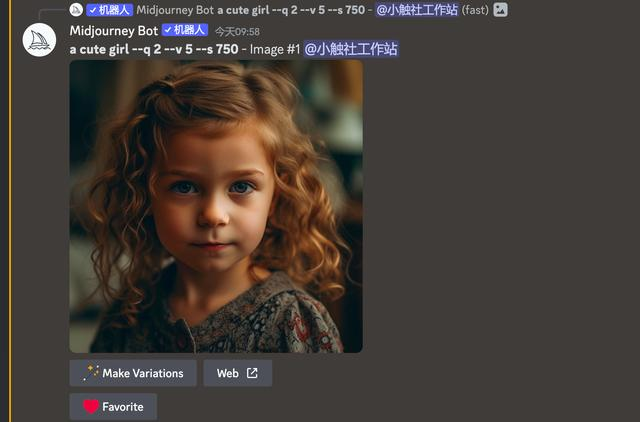 机器人 Midjourney Bot a cute girl --q 2 --v 5 --s 750 - @小触社工作站 (fast)
Midjourney Bot 机器人 今天09:58
a cute girl --q 2 --v 5 --s 750 - Image #1 @小触社工作站
Make Variations
Web
Favorite